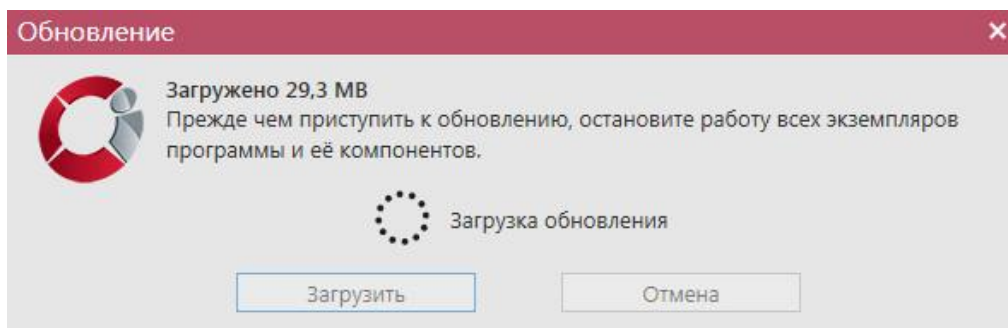 Обновление
Загружено 29,3 MB
Прежде чем приступить к обновлению, остановите работу всех экземпляров
программы и её компонентов.
Загрузка обновления
Загрузить Отмена